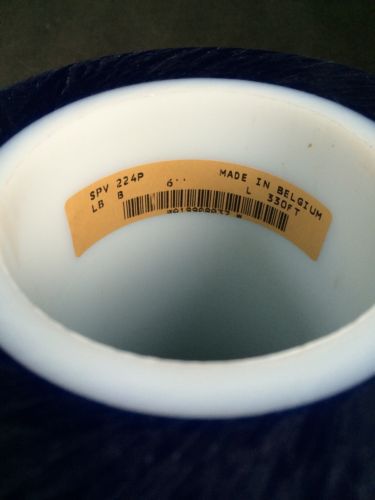 SPV 224P MADE IN BELGIUM
LB B 6" L 330FT